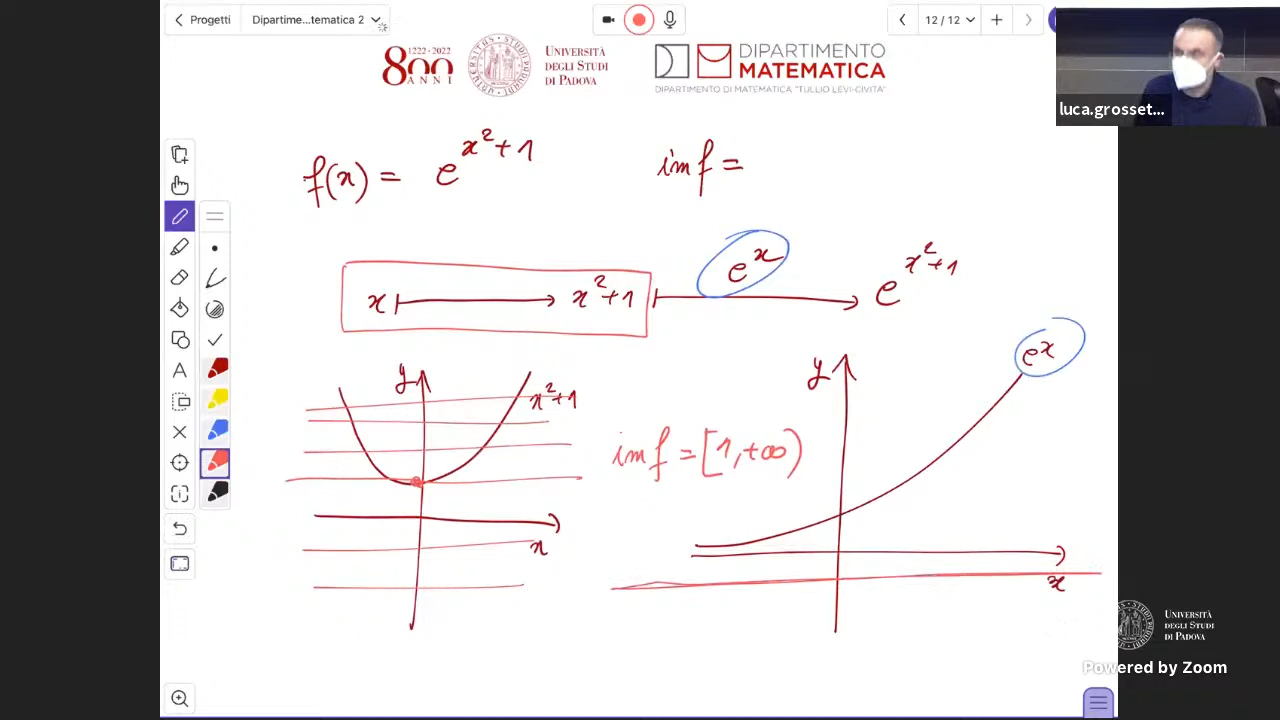 Progetti
Dipartime...tematica 2
12 / 12
1222·2022
800
ANNI
UNIVERSITÀ
DEGLI STUDI
DI PADOVA
DIPARTIMENTO
MATEMATICA
DIPARTIMENTO DI MATEMATICA "TULLIO LEVI-CIVITA"
luca.grosset...
f(x) = e^{x²+1}
im f =
x ↦ x²+1 ↦ e^{x²+1}
e^x
y
x²+1
x
im f = [1,+∞)
y
e^x
x
A
UNIVERSITÀ
DEGLI STUDI
DI PADOVA
Powered by Zoom